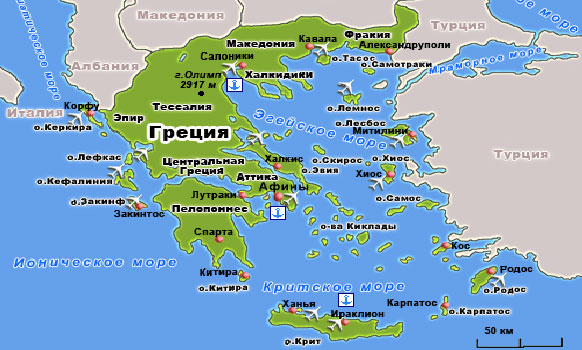 Македония
Турция
Черное море
Фракия
Македония
Кавала
Александруполи
Албания
Салоники
о.Тасос
о.Самотраки
Мраморное море
г.Олимп
2917 м
Халкидики
Италия
Корфу
о.Керкира
Эпир
Тессалия
о.Лемнос
Эгейское море
о.Лесбос
Митилини
Греция
Турция
о.Лефкас
Центральная
Греция
Халкис
о.Скирос
о.Эвия
о.Хиос
Хиос
о.Кефалиния
Аттика
Афины
Лутраки
о.Закинф
Закинтос
Пелопоннес
о.Самос
о-ва Киклады
Спарта
Кос
Ионическое море
Китира
о.Китира
Родос
о.Родос
Критское море
Ханья
Ираклион
Карпатос
о.Карпатос
о.Крит
50 км